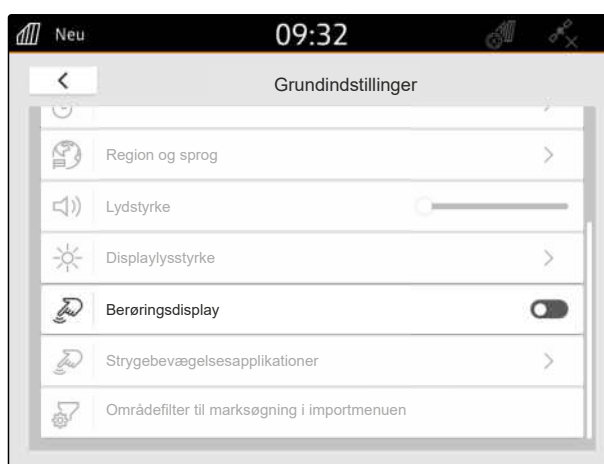 Neu
09:32
Grundindstillinger
Region og sprog
Lydstyrke
Displaylysstyrke
Berøringsdisplay
Strygebevægelsesapplikationer
Områdefilter til marksøgning i importmenuen